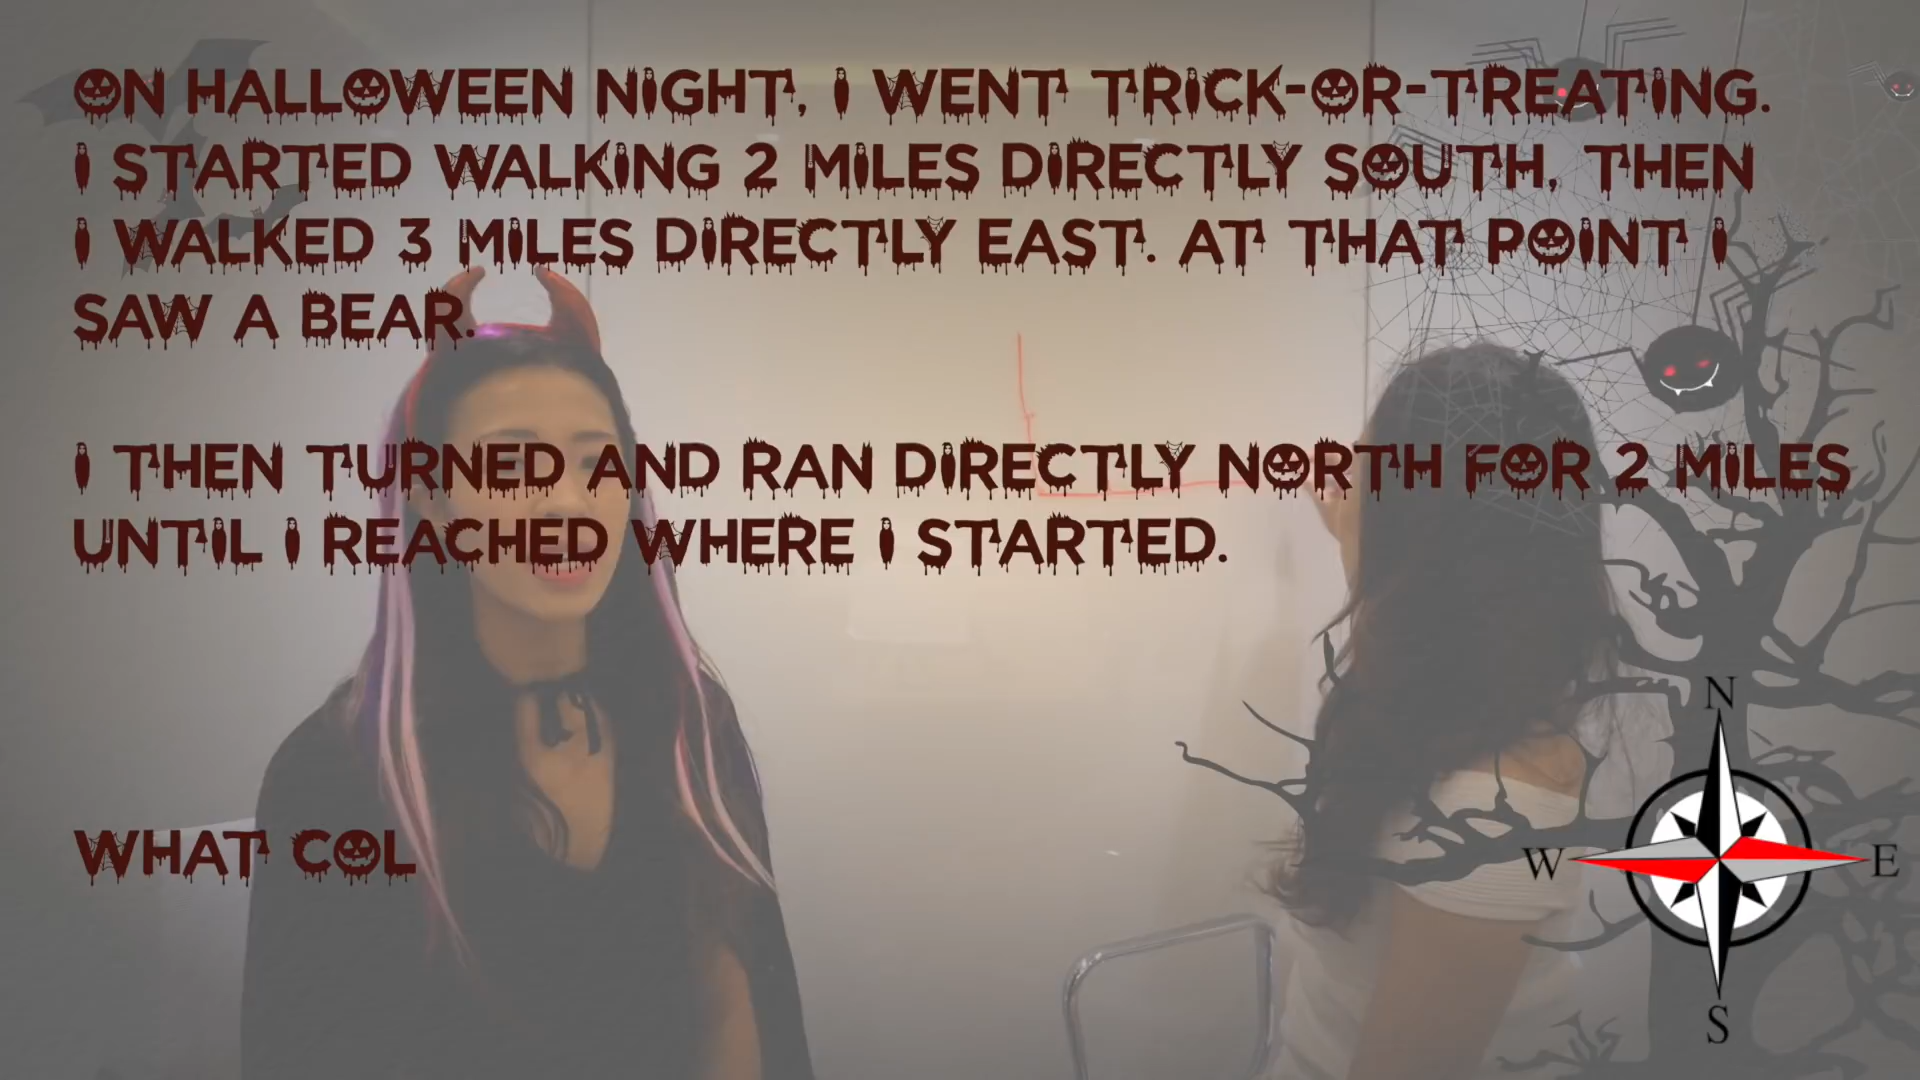 ON HALLOWEEN NIGHT, I WENT TRICK-OR-TREATING.
I STARTED WALKING 2 MILES DIRECTLY SOUTH, THEN
I WALKED 3 MILES DIRECTLY EAST. AT THAT POINT I
SAW A BEAR.
I THEN TURNED AND RAN DIRECTLY NORTH FOR 2 MILES
UNTIL I REACHED WHERE I STARTED.
WHAT COL
N
W E
S